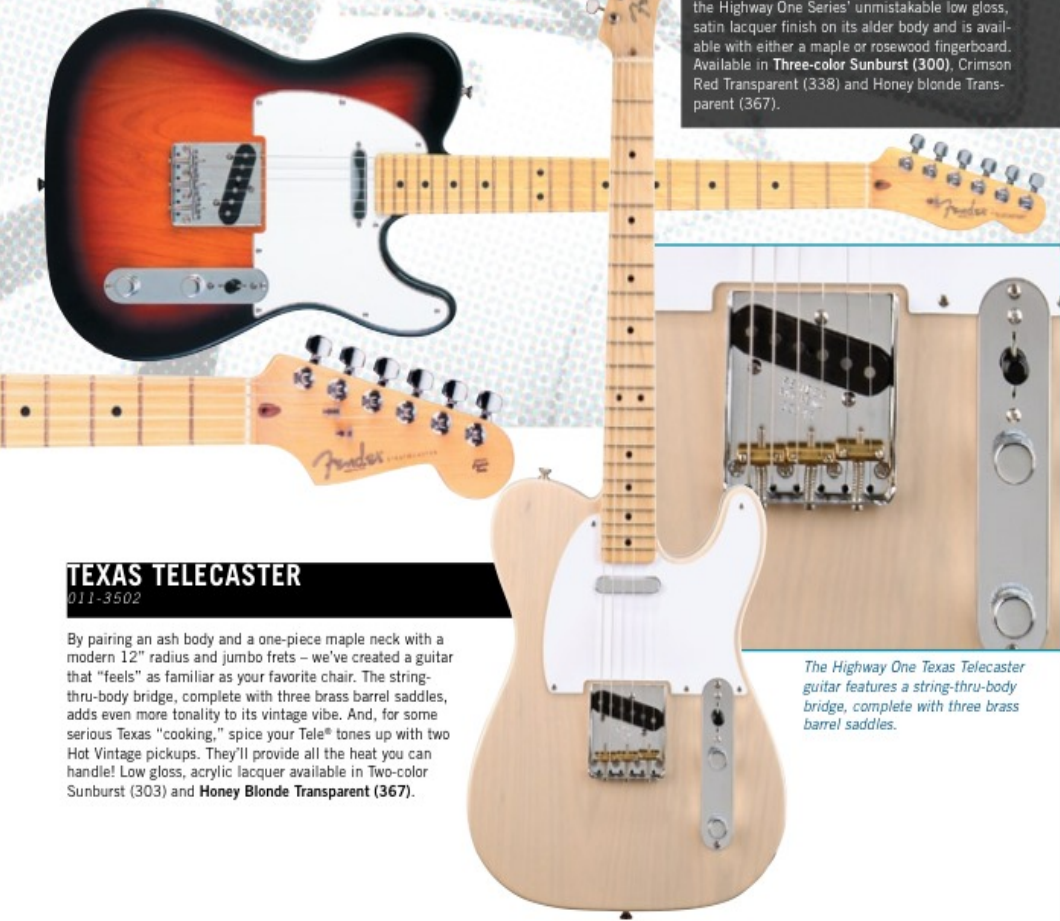 the Highway One Series' unmistakable low gloss,
satin lacquer finish on its alder body and is avail-
able with either a maple or rosewood fingerboard.
Available in Three-color Sunburst (300), Crimson
Red Transparent (338) and Honey blonde Trans-
parent (367).
Fender
Fender STRATOCASTER
TEXAS TELECASTER
011-3502
By pairing an ash body and a one-piece maple neck with a
modern 12” radius and jumbo frets – we've created a guitar
that “feels” as familiar as your favorite chair. The string-
thru-body bridge, complete with three brass barrel saddles,
adds even more tonality to its vintage vibe. And, for some
serious Texas “cooking,” spice your Tele® tones up with two
Hot Vintage pickups. They'll provide all the heat you can
handle! Low gloss, acrylic lacquer available in Two-color
Sunburst (303) and Honey Blonde Transparent (367).
The Highway One Texas Telecaster
guitar features a string-thru-body
bridge, complete with three brass
barrel saddles.